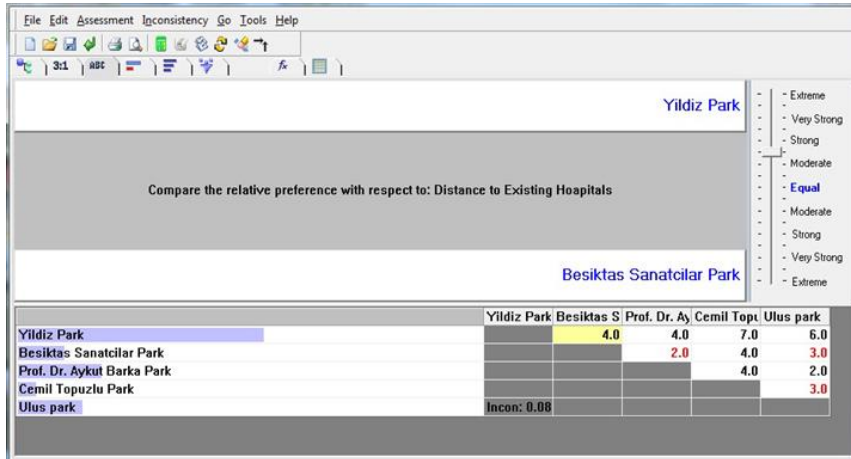 File Edit Assessment Inconsistency Go Tools Help
3:1 ABC fx
Yildiz Park
Extreme
Very Strong
Strong
Moderate
Equal
Moderate
Strong
Very Strong
Extreme
Compare the relative preference with respect to: Distance to Existing Hoapitals
Besiktas Sanatcilar Park
Yildiz Park Besiktas S Prof. Dr. Ay Cemil Topu Ulus park
Yildiz Park 4.0 4.0 7.0 6.0
Besiktas Sanatcilar Park 2.0 4.0 3.0
Prof. Dr. Aykut Barka Park 4.0 2.0
Cemil Topuzlu Park 3.0
Ulus park Incon: 0.08